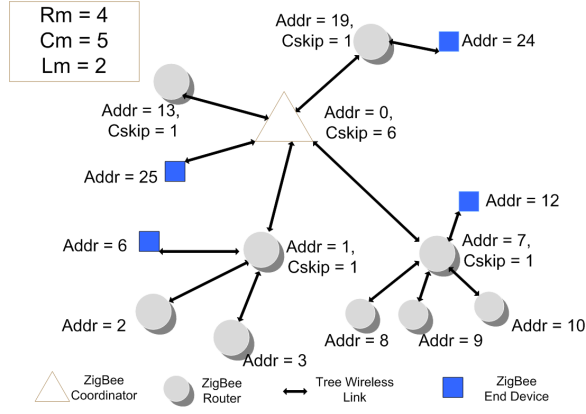 Rm = 4
Cm = 5
Lm = 2
Addr = 19,
Cskip = 1
Addr = 24
Addr = 13,
Cskip = 1
Addr = 0,
Cskip = 6
Addr = 25
Addr = 12
Addr = 6
Addr = 1,
Cskip = 1
Addr = 7,
Cskip = 1
Addr = 2
Addr = 3
Addr = 8
Addr = 9
Addr = 10
ZigBee
Coordinator
ZigBee
Router
Tree Wireless
Link
ZigBee
End Device